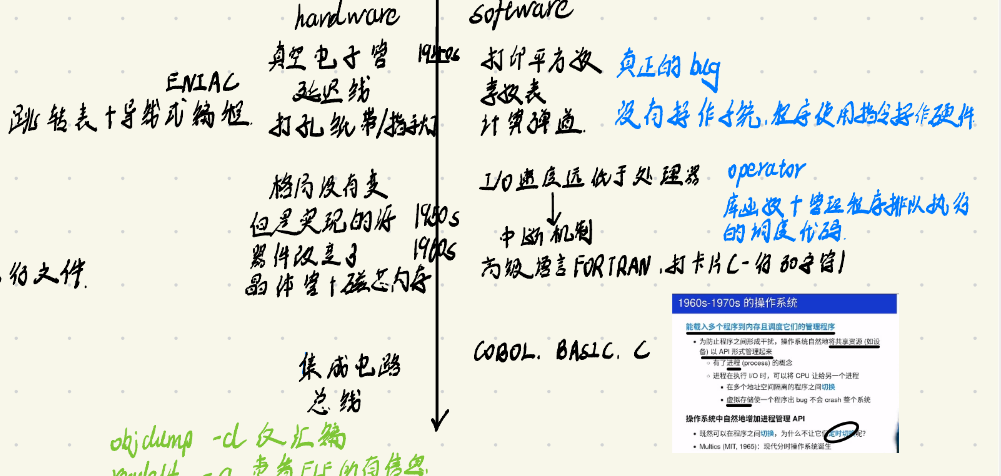 hardware
software
真空电子管 1940s
打印平方数
真正的 bug
ENIAC
延迟线
素数表
跳转表+导线式编程.
打孔纸带/指示灯
计算弹道.
没有操作系统.程序使用指令操作硬件
I/O 速度远低于处理器
operator
格局没有变
但是实现的 1950s
库函数+管理程序排队执行
中断机制
的调度代码.
器件改变了 1960s
高级语言FORTRAN.打卡片(一行80字符)
行文件.
晶体管+磁芯内存
1960s-1970s 的操作系统
能载入多个程序到内存且调度它们的管理程序
• 为防止程序之间形成干扰，操作系统自然地将共享资源 (如设
备) 以 API 形式管理起来
○ 有了进程 (process) 的概念
○ 进程在执行 I/O 时，可以将 CPU 让给另一个进程
• 在多个地址空间隔离的程序之间切换
• 虚拟存储使一个程序出 bug 不会 crash 整个系统
操作系统中自然地增加进程管理 API
• 既然可以在程序之间切换，为什么不让它们定时切换呢？
• Multics (MIT, 1965)：现代分时操作系统诞生
COBOL. BASIC. C
集成电路
总线
objdump -d 反汇编
-a 查看ELF的信息.